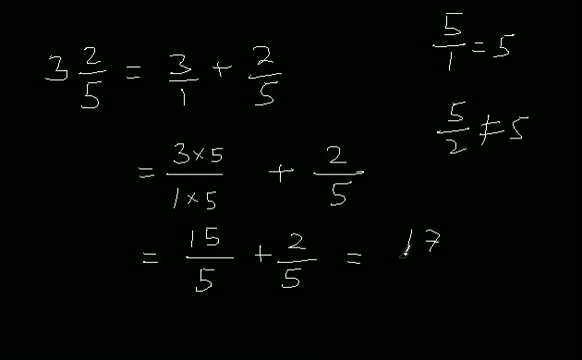 3 2/5 = 3/1 + 2/5
= 3×5/1×5 + 2/5
= 15/5 + 2/5 = 17
5/1 = 5
5/2 ≠ 5